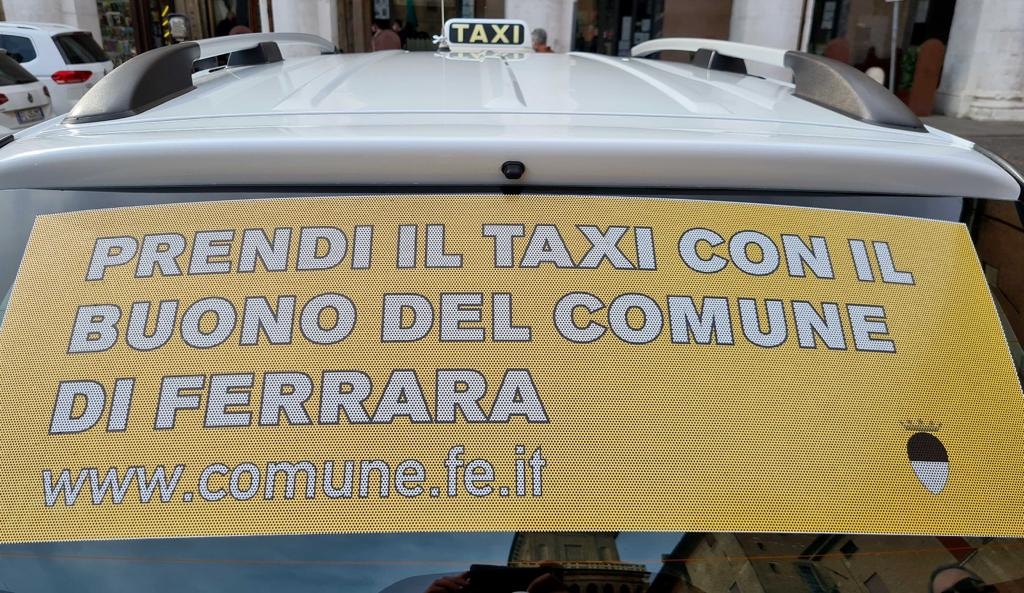 TAXI
PRENDI IL TAXI CON IL
BUONO DEL COMUNE
DI FERRARA
www.comune.fe.it